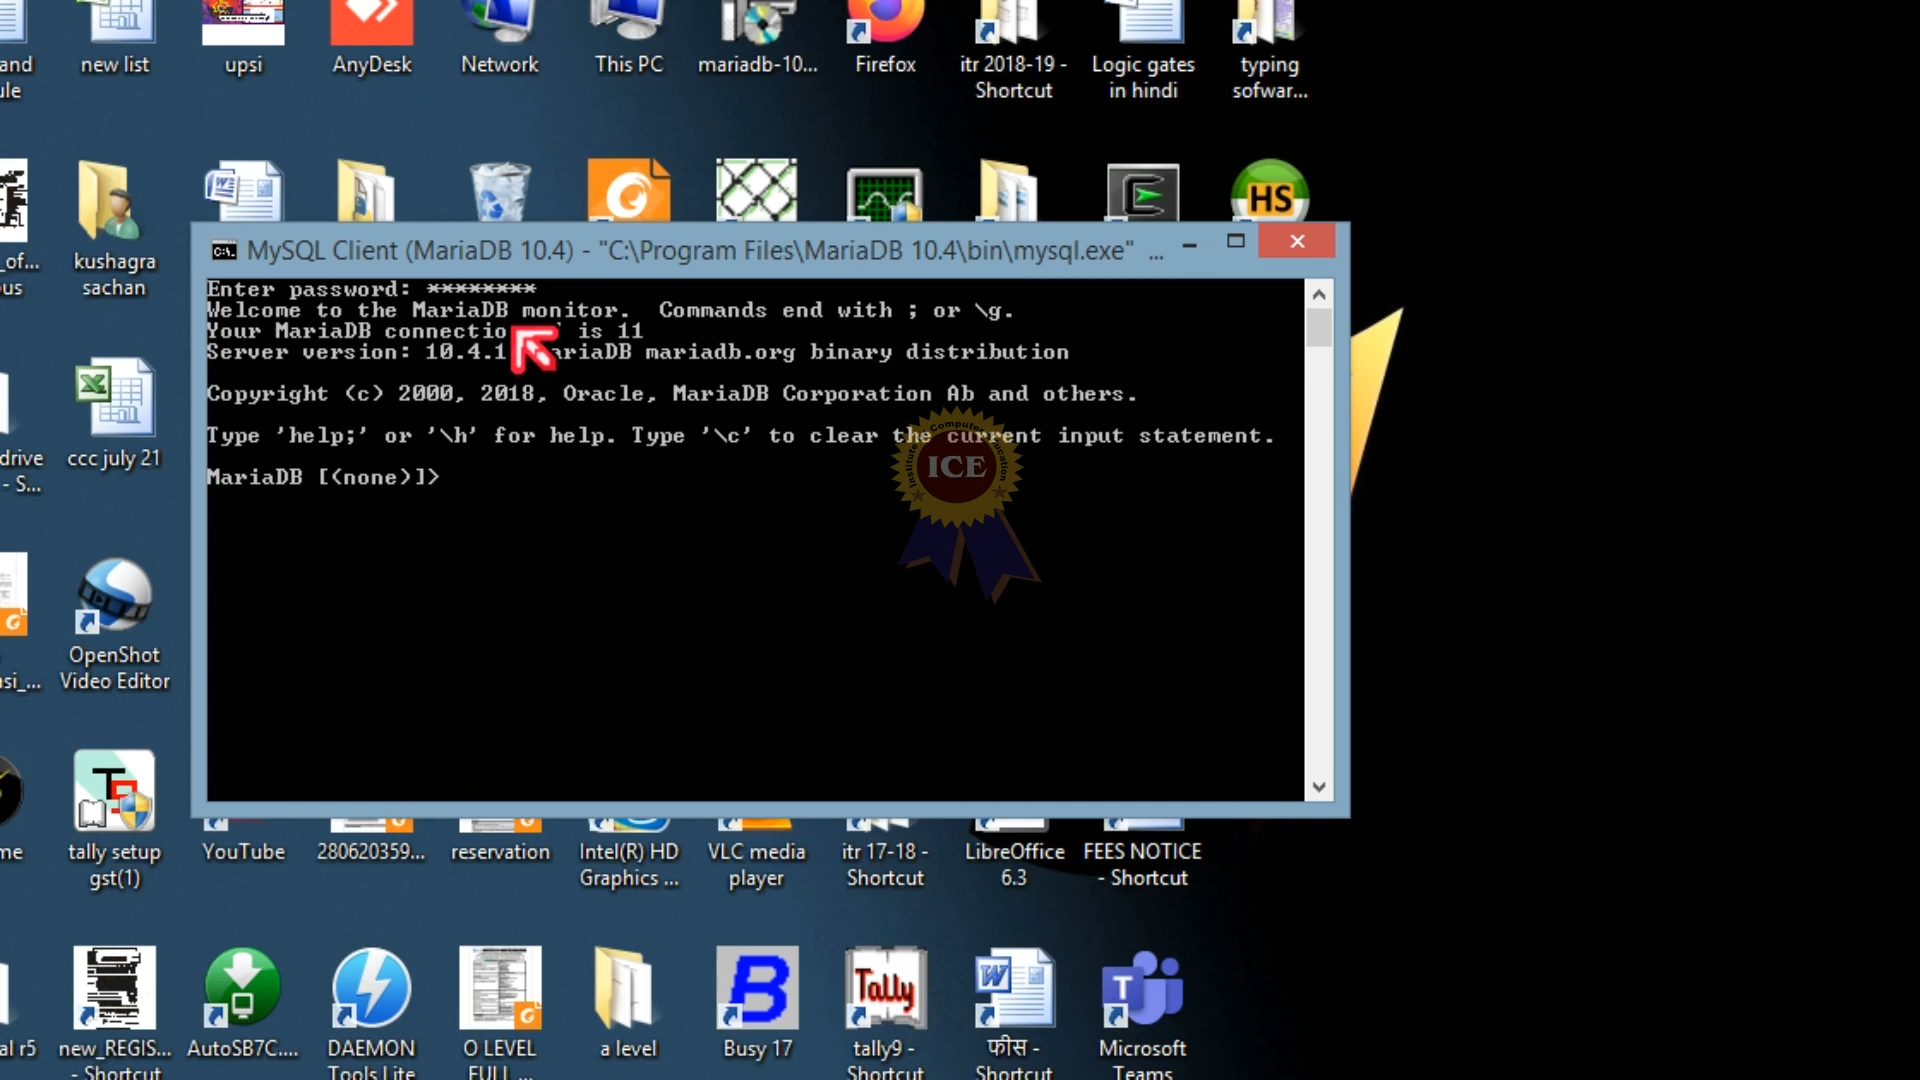 and
ule
new list
upsi
AnyDesk
Network
This PC
mariadb-10...
Firefox
itr 2018-19 -
Shortcut
Logic gates
in hindi
typing
sofwar...
_of...
ous
kushagra
sachan
HS
MySQL Client (MariaDB 10.4) - "C:\Program Files\MariaDB 10.4\bin\mysql.exe" ...
Enter password: ********
Welcome to the MariaDB monitor.  Commands end with ; or \g.
Your MariaDB connectio is 11
Server version: 10.4.1 ariaDB mariadb.org binary distribution
Copyright (c) 2000, 2018, Oracle, MariaDB Corporation Ab and others.
Type 'help;' or '\h' for help. Type '\c' to clear the current input statement.
MariaDB [(none)]>
Institute Computer Education
ICE
drive
- S...
ccc july 21
asi_...
OpenShot
Video Editor
me
tally setup
gst(1)
YouTube
280620359...
reservation
Intel(R) HD
Graphics ...
VLC media
player
itr 17-18 -
Shortcut
LibreOffice
6.3
FEES NOTICE
- Shortcut
B
Tally
T
al r5
new_REGIS...
- Shortcut
AutoSB7C....
DAEMON
Tools Lite
O LEVEL
FULL ...
a level
Busy 17
tally9 -
Shortcut
फीस -
Shortcut
Microsoft
Teams